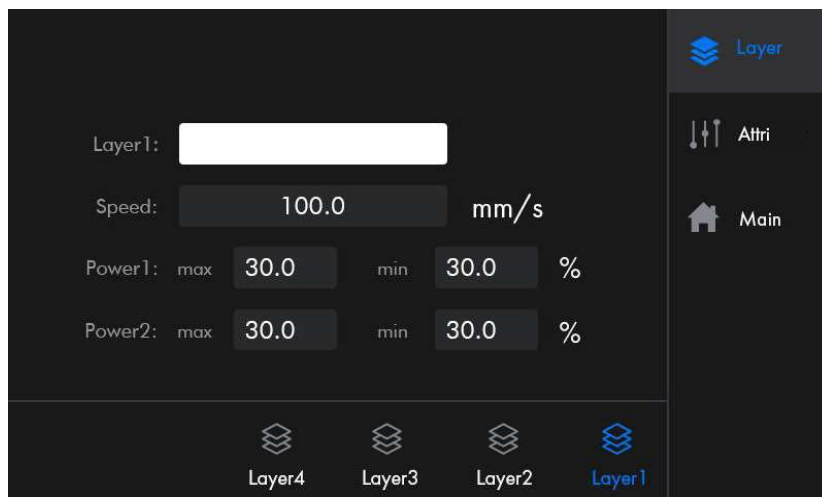 Layer
Attri
Main
Layer1:
Speed: 100.0 mm/s
Power1: max 30.0 min 30.0 %
Power2: max 30.0 min 30.0 %
Layer4 Layer3 Layer2 Layer1